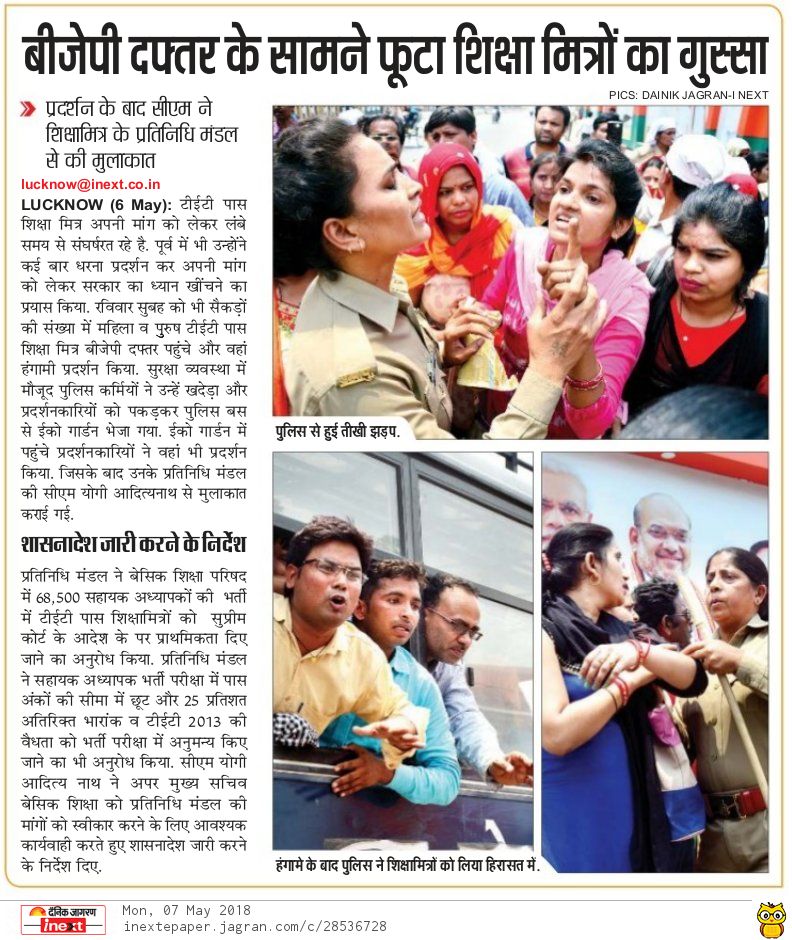 बीजेपी दफ्तर के सामने फूटा शिक्षा मित्रों का गुस्सा
PICS: DAINIK JAGRAN-I NEXT
प्रदर्शन के बाद सीएम ने
शिक्षामित्र के प्रतिनिधि मंडल
से की मुलाकात
lucknow@inext.co.in
LUCKNOW (6 May): टीईटी पास
शिक्षा मित्र अपनी मांग को लेकर लंबे
समय से संघर्षरत रहे है. पूर्व में भी उन्होंने
कई बार धरना प्रदर्शन कर अपनी मांग
को लेकर सरकार का ध्यान खींचने का
प्रयास किया. रविवार सुबह को भी सैकड़ों
की संख्या में महिला व पुरुष टीईटी पास
शिक्षा मित्र बीजेपी दफ्तर पहुंचे और वहां
हंगामी प्रदर्शन किया. सुरक्षा व्यवस्था में
मौजूद पुलिस कर्मियों ने उन्हें खदेड़ा और
प्रदर्शनकारियों को पकड़कर पुलिस बस
से ईको गार्डन भेजा गया. ईको गार्डन में
पहुंचे प्रदर्शनकारियों ने वहां भी प्रदर्शन
किया. जिसके बाद उनके प्रतिनिधि मंडल
की सीएम योगी आदित्यनाथ से मुलाकात
कराई गई.
शासनादेश जारी करने के निर्देश
प्रतिनिधि मंडल ने बेसिक शिक्षा परिषद
में 68,500 सहायक अध्यापकों की भर्ती
में टीईटी पास शिक्षामित्रों को सुप्रीम
कोर्ट के आदेश के पर प्राथमिकता दिए
जाने का अनुरोध किया. प्रतिनिधि मंडल
ने सहायक अध्यापक भर्ती परीक्षा में पास
अंकों की सीमा में छूट और 25 प्रतिशत
अतिरिक्त भारांक व टीईटी 2013 की
वैधता को भर्ती परीक्षा में अनुमन्य किए
जाने का भी अनुरोध किया. सीएम योगी
आदित्य नाथ ने अपर मुख्य सचिव
बेसिक शिक्षा को प्रतिनिधि मंडल की
मांगों को स्वीकार करने के लिए आवश्यक
कार्यवाही करते हुए शासनादेश जारी करने
के निर्देश दिए.
पुलिस से हुई तीखी झड़प.
हंगामे के बाद पुलिस ने शिक्षामित्रों को लिया हिरासत में.
दैनिक जागरण
inext
Mon, 07 May 2018
inextepaper.jagran.com/c/28536728